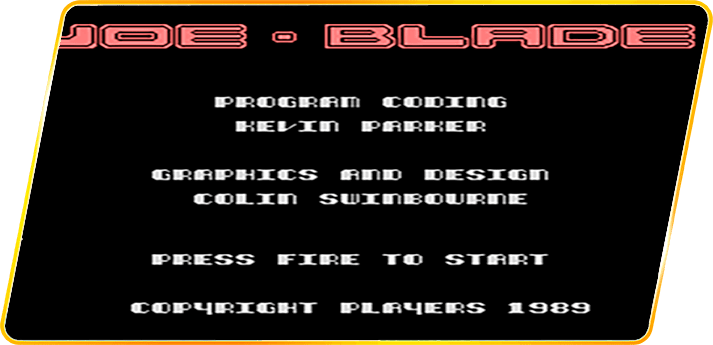 JOE · BLADE
PROGRAM CODING
KEVIN PARKER
GRAPHICS AND DESIGN
COLIN SWINBOURNE
PRESS FIRE TO START
COPYRIGHT PLAYERS 1989